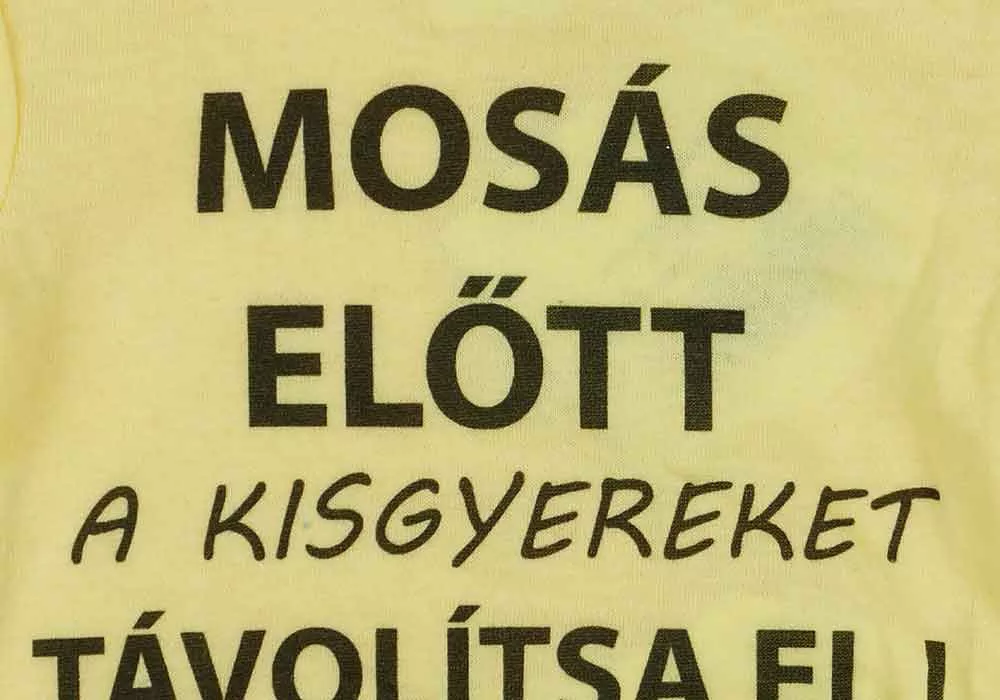 MOSÁS
ELŐTT
A KISGYEREKET
TÁVOLÍTSA EL!